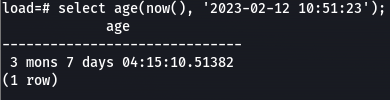 load=# select age(now(), '2023-02-12 10:51:23');
age
-----------------------------
3 mons 7 days 04:15:10.51382
(1 row)